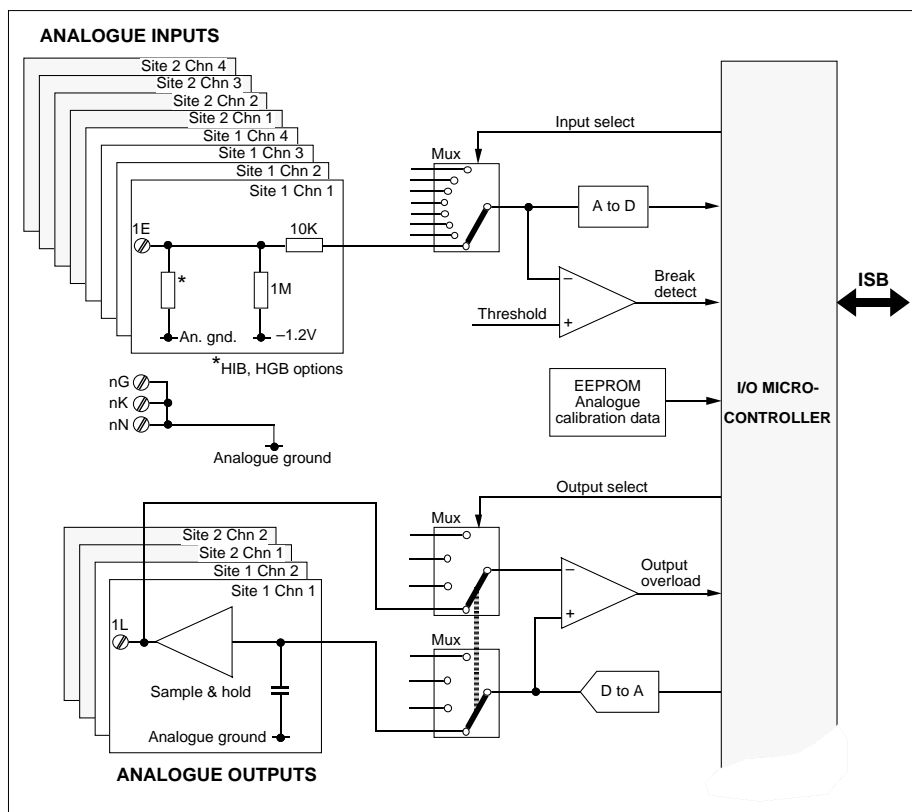 ANALOGUE INPUTS
Site 2 Chn 4
Site 2 Chn 3
Site 2 Chn 2
Site 2 Chn 1
Site 1 Chn 4
Site 1 Chn 3
Site 1 Chn 2
Site 1 Chn 1
1E
10K
*
1M
An. gnd.
–1.2V
*HIB, HGB options
Mux
Input select
A to D
Break
detect
Threshold
–
+
ISB
EEPROM
Analogue
calibration data
I/O MICRO-
CONTROLLER
nG
nK
nN
Analogue ground
Output select
Mux
Site 2 Chn 2
Site 2 Chn 1
Site 1 Chn 2
Site 1 Chn 1
1L
Sample & hold
Analogue ground
–
+
Output
overload
Mux
D to A
ANALOGUE OUTPUTS